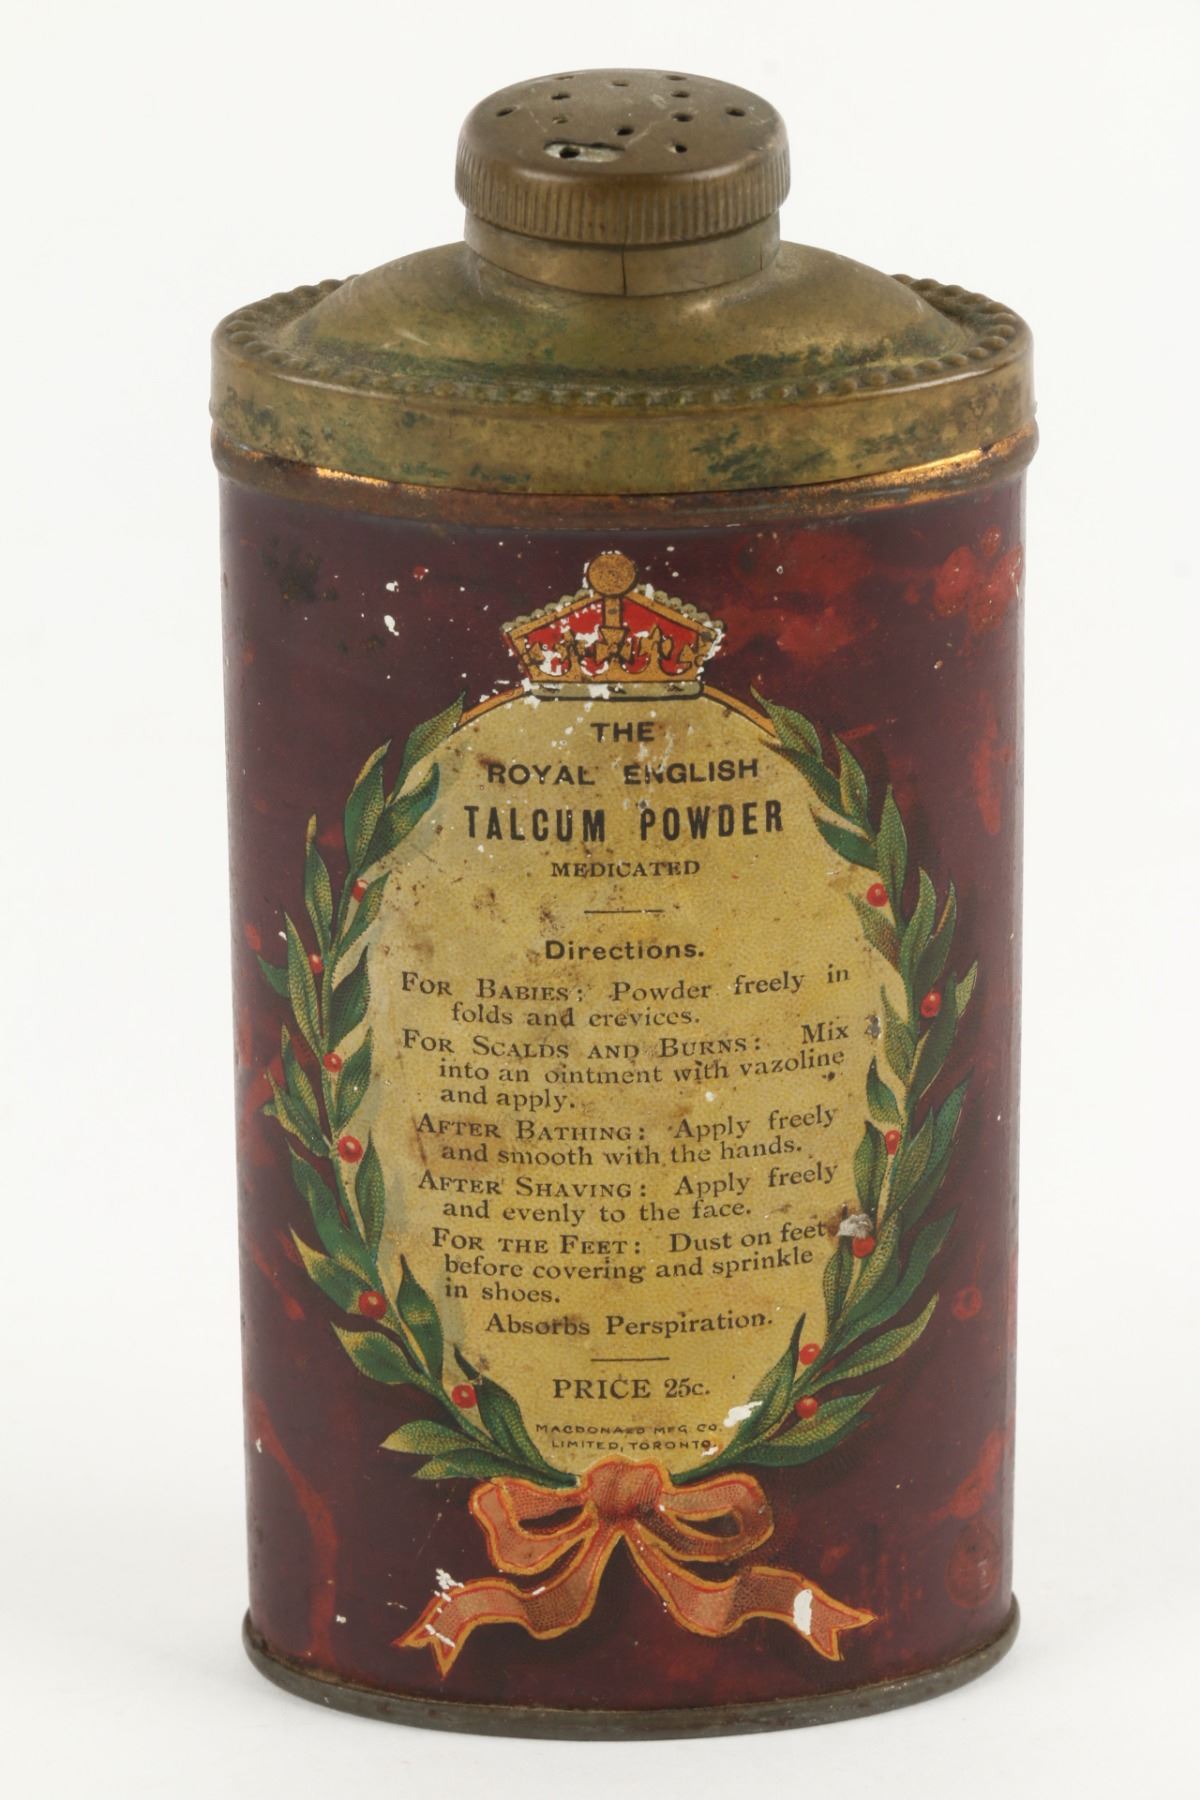 THE
ROYAL ENGLISH
TALCUM POWDER
MEDICATED
Directions.
FOR BABIES: Powder freely in
folds and crevices.
FOR SCALDS AND BURNS: Mix
into an ointment with vazoline
and apply.
AFTER BATHING: Apply freely
and smooth with the hands.
AFTER SHAVING: Apply freely
and evenly to the face.
FOR THE FEET: Dust on feet
before covering and sprinkle
in shoes.
Absorbs Perspiration.
PRICE 25c.
MACDONALD MFG. CO.
LIMITED, TORONTO.